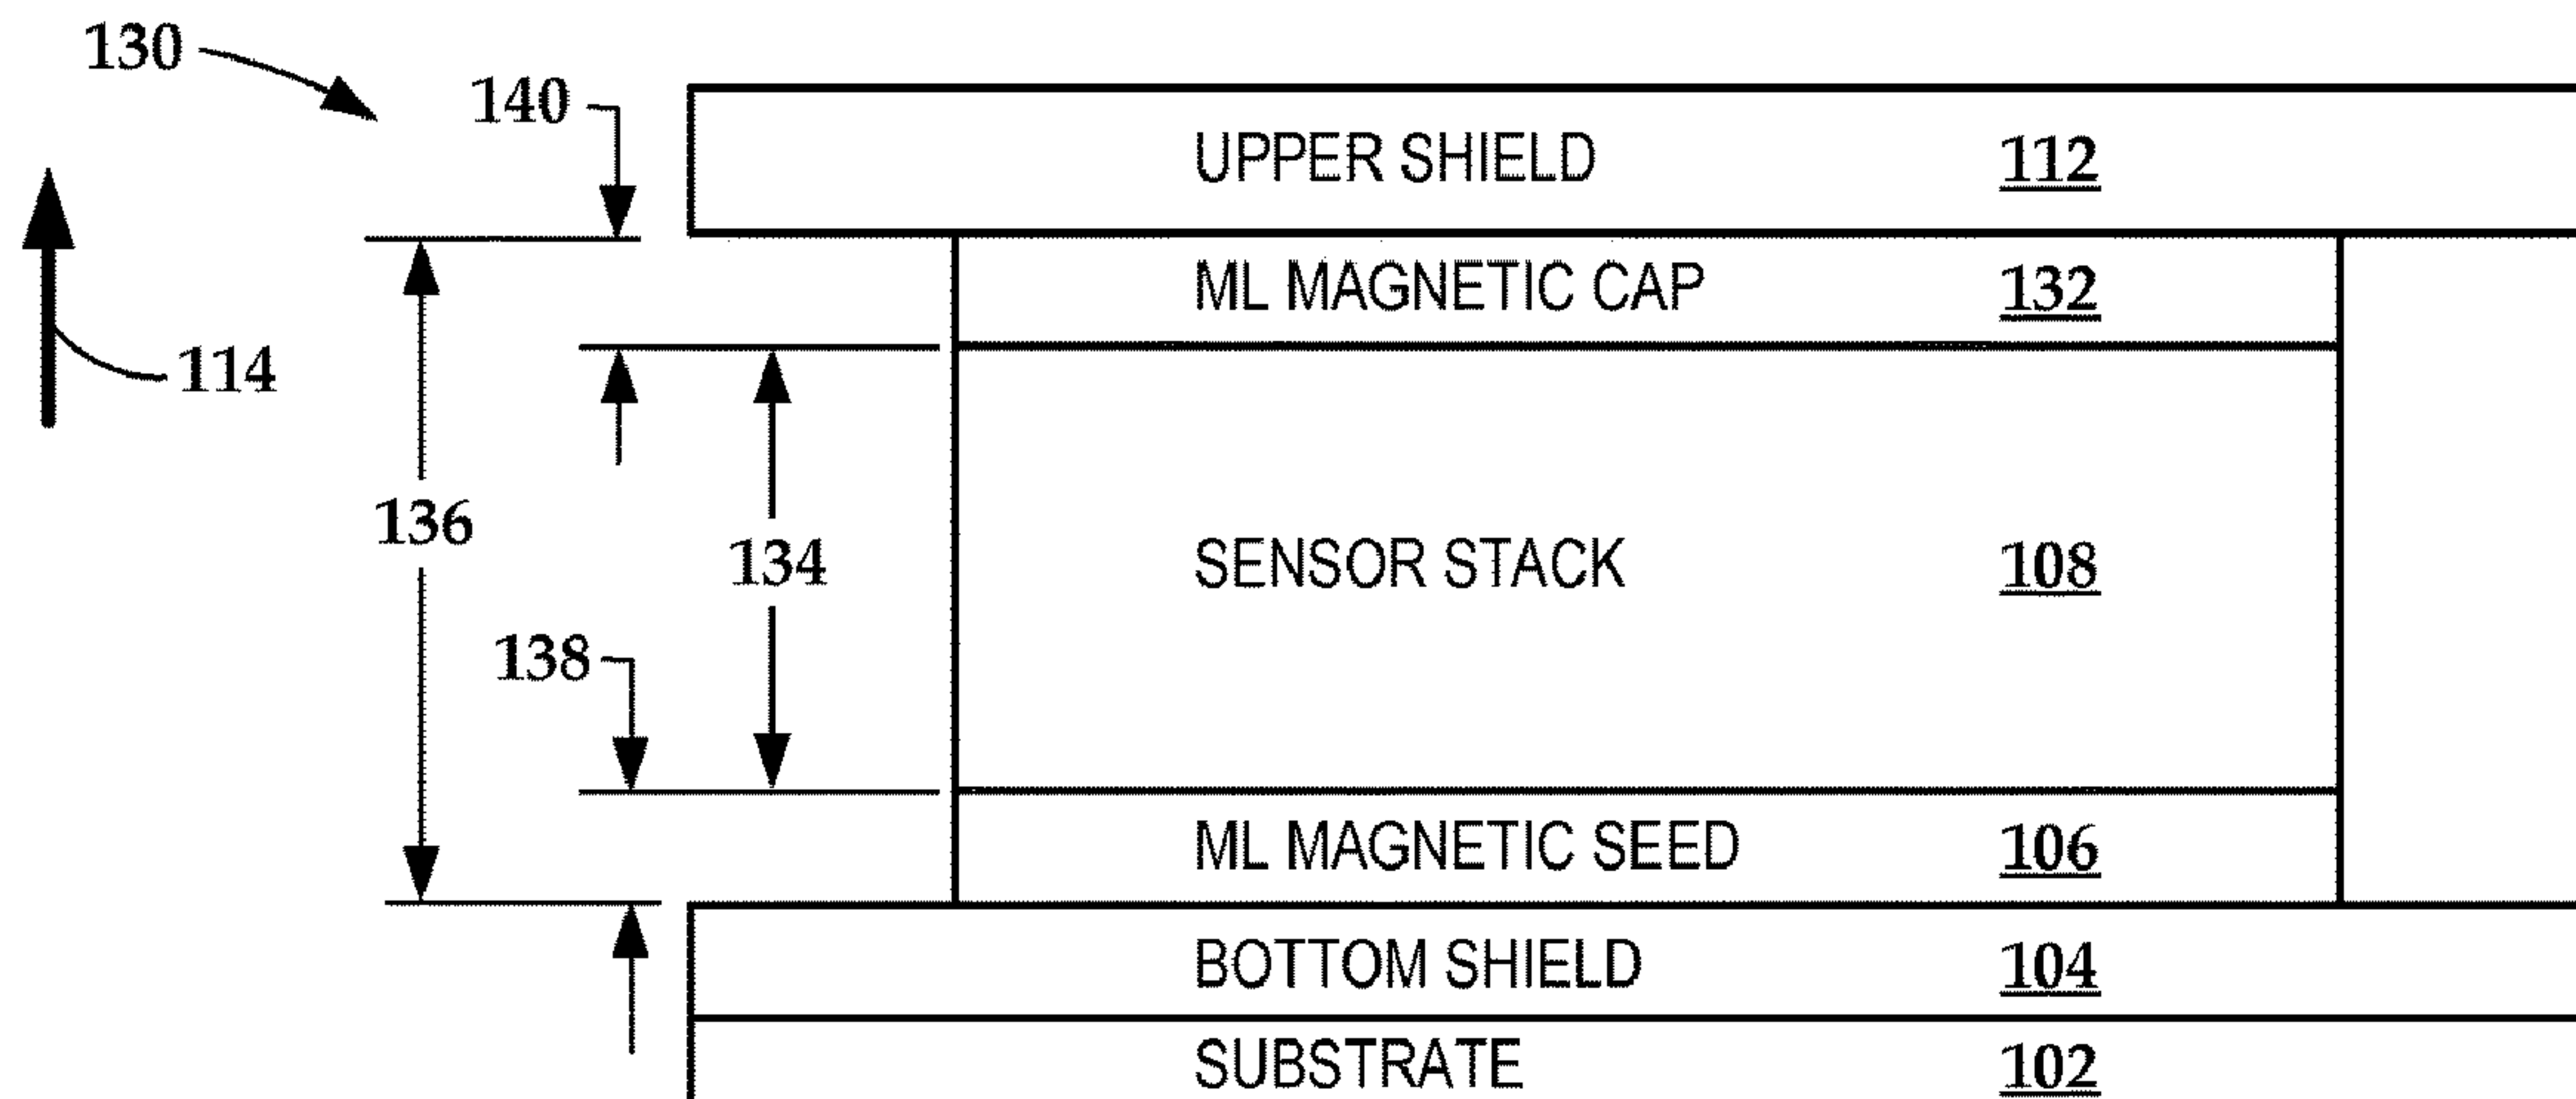 130
140
UPPER SHIELD 112
ML MAGNETIC CAP 132
114
136
134
SENSOR STACK 108
138
ML MAGNETIC SEED 106
BOTTOM SHIELD 104
SUBSTRATE 102